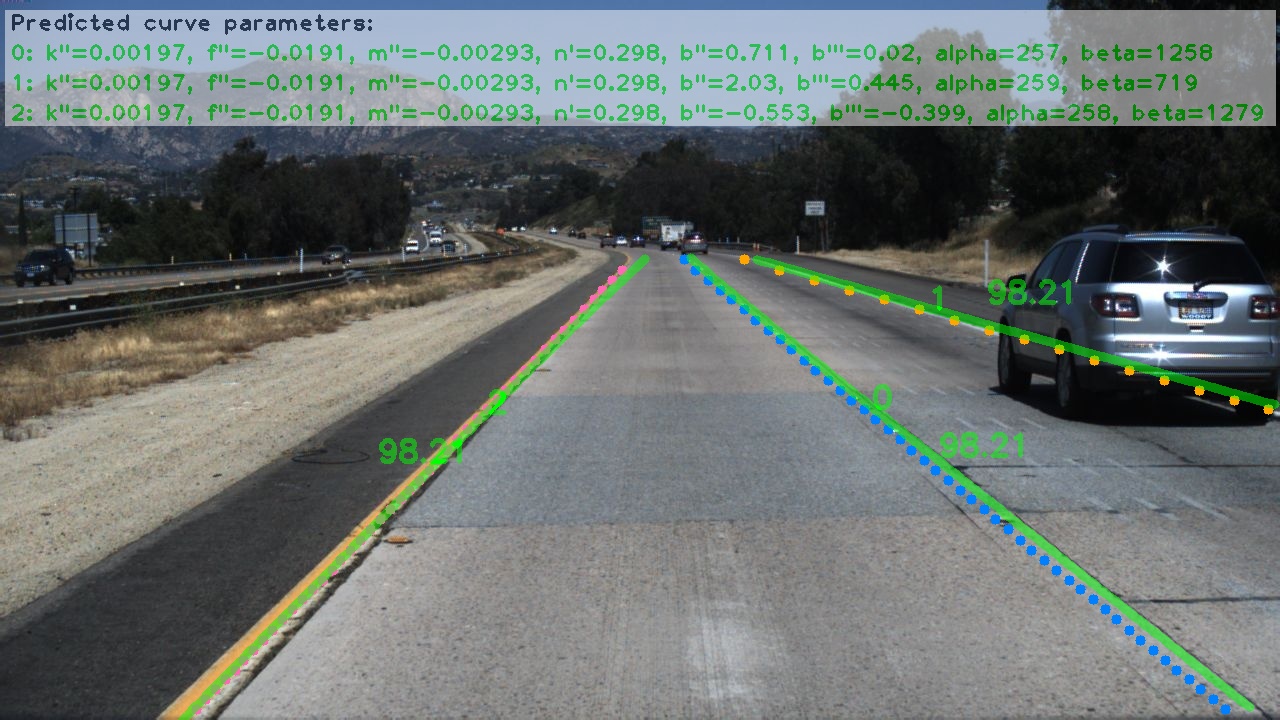 Predicted curve parameters:
0: k''=0.00197, f''=−0.0191, m''=−0.00293, n'=0.298, b''=0.711, b'''=0.02, alpha=257, beta=1258
1: k''=0.00197, f''=−0.0191, m''=−0.00293, n'=0.298, b''=2.03, b'''=0.445, alpha=259, beta=719
2: k''=0.00197, f''=−0.0191, m''=−0.00293, n'=0.298, b''=−0.553, b'''=−0.399, alpha=258, beta=1279
1 98.21
0
2
98.21
98.21